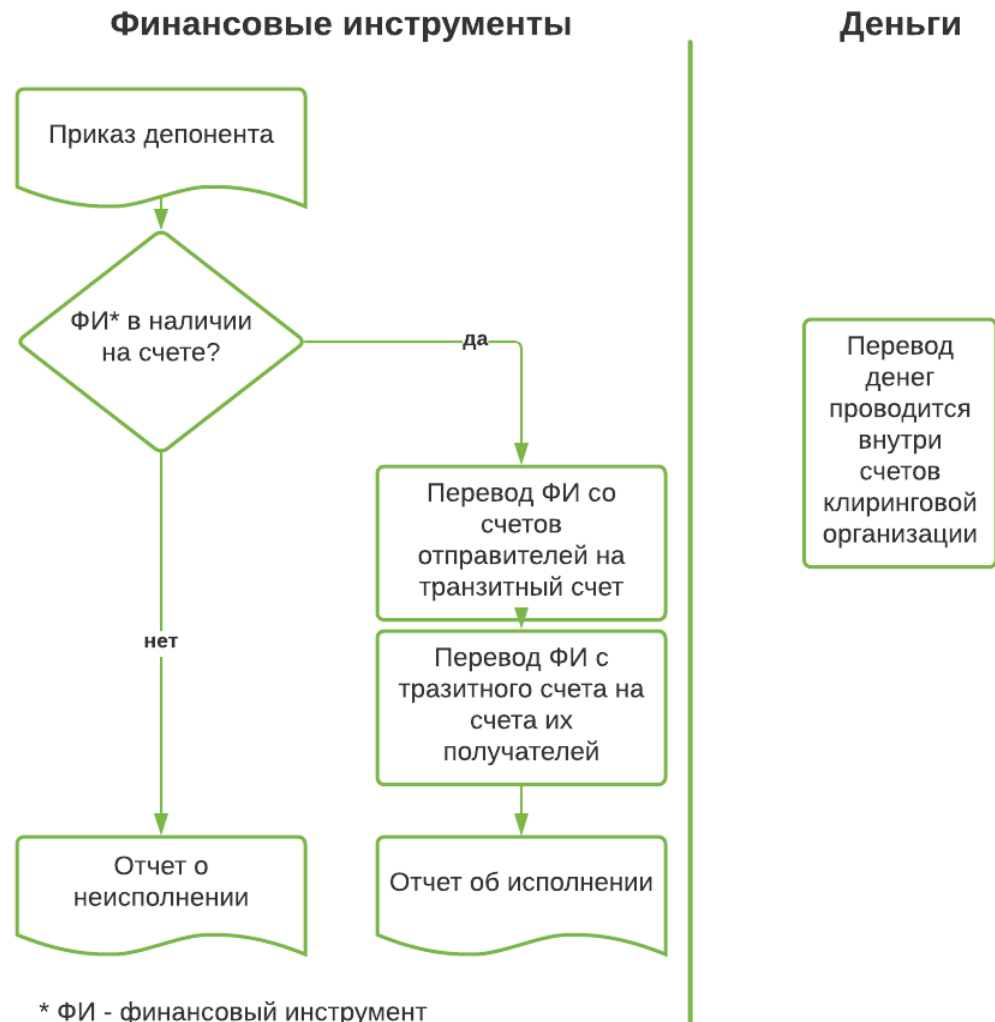 Финансовые инструменты
Деньги
Приказ депонента
ФИ* в наличии
на счете?
да
Перевод
денег
проводится
внутри
счетов
клиринговой
организации
Перевод ФИ со
счетов
отправителей на
транзитный счет
нет
Перевод ФИ с
тразитного счета на
счета их
получателей
Отчет о
неисполнении
Отчет об исполнении
* ФИ - финансовый инструмент